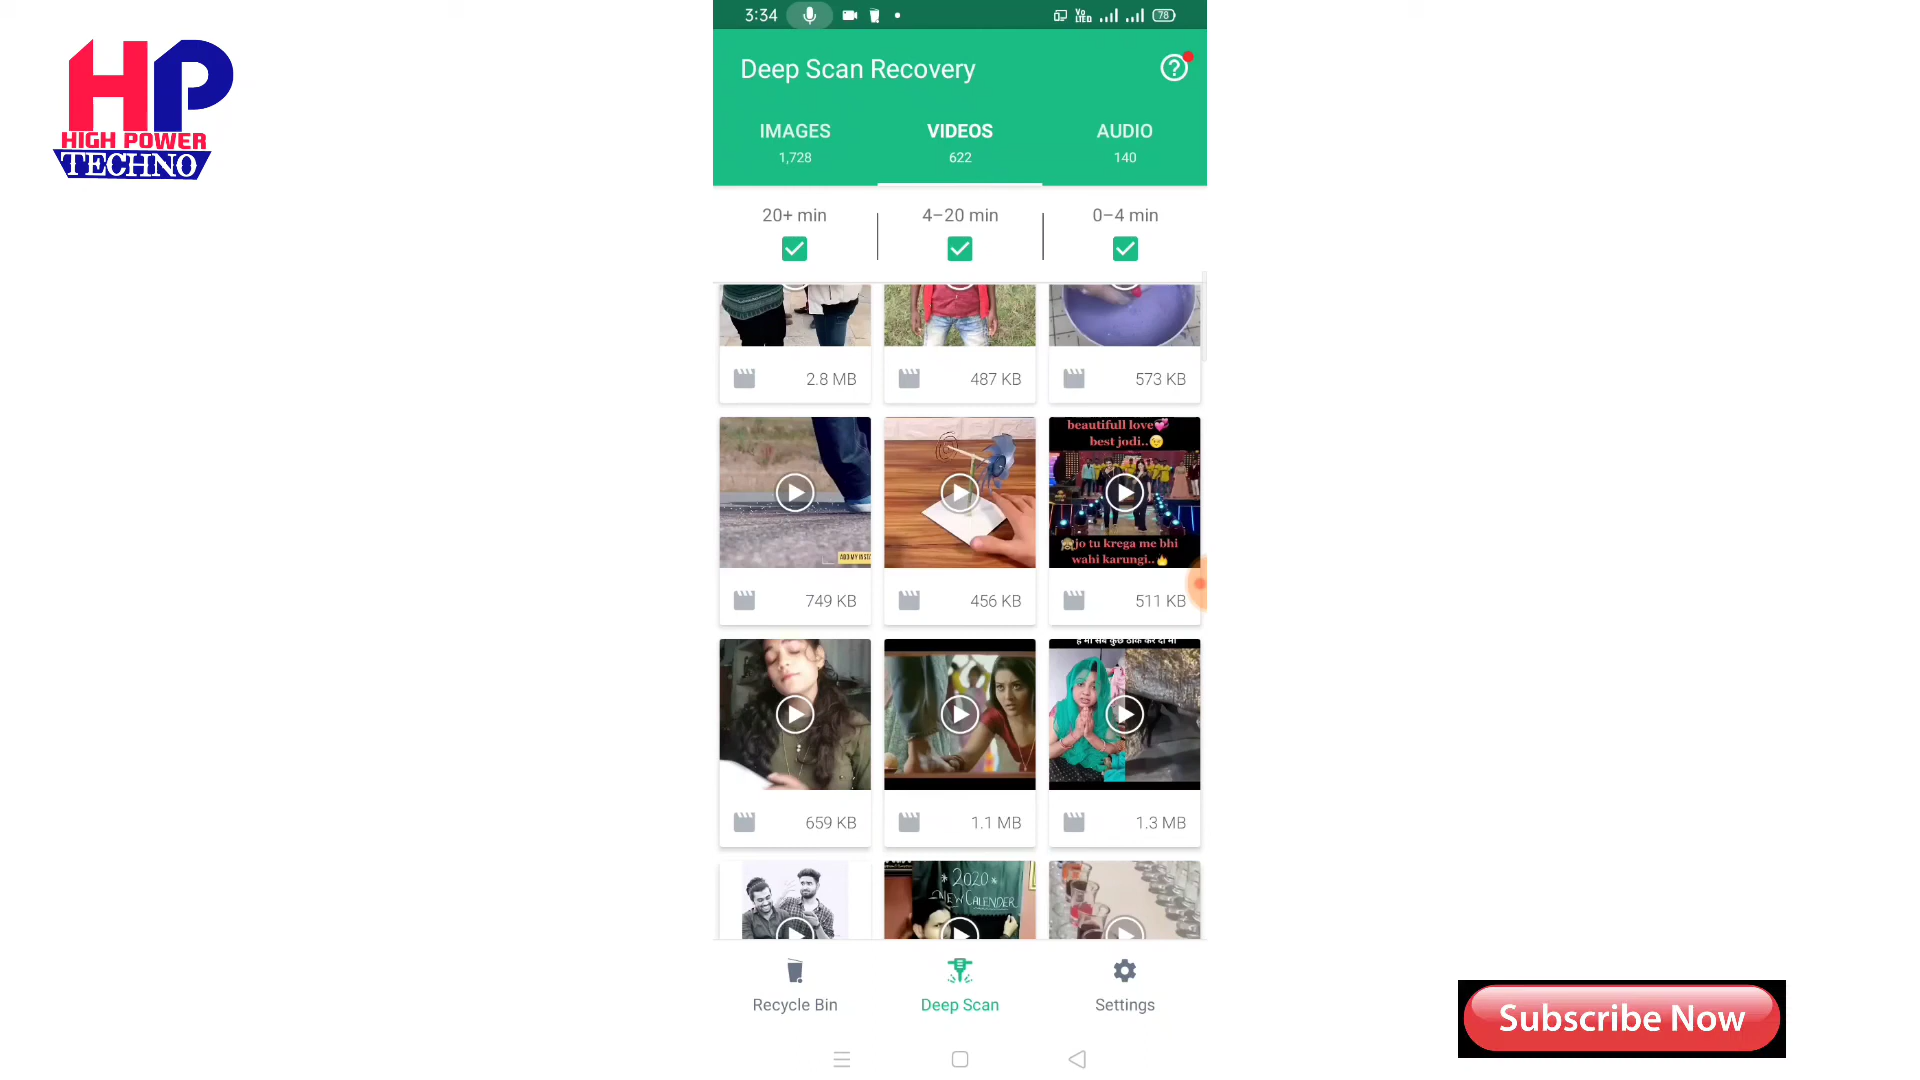 3:34
Vo
LTED
78
HP
HIGH POWER
TECHNO
Deep Scan Recovery
IMAGES
VIDEOS
AUDIO
1,728
622
140
20+ min
4–20 min
0–4 min
2.8 MB
487 KB
573 KB
beautifull love💞
best jodi..
jo tu krega me bhi
wahi karungi..
749 KB
456 KB
511 KB
659 KB
1.1 MB
1.3 MB
*2020*
NEW CALENDER
Recycle Bin
Deep Scan
Settings
Subscribe Now